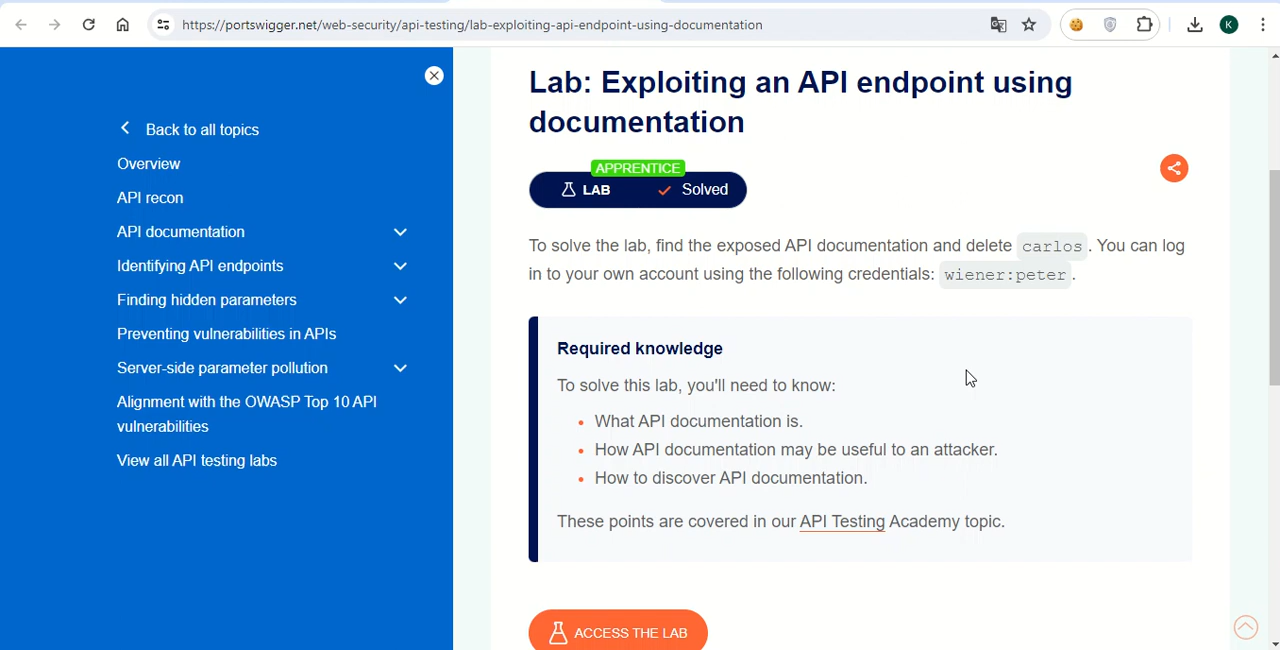 https://portswigger.net/web-security/api-testing/lab-exploiting-api-endpoint-using-documentation
K
Back to all topics
Overview
API recon
API documentation
Identifying API endpoints
Finding hidden parameters
Preventing vulnerabilities in APIs
Server-side parameter pollution
Alignment with the OWASP Top 10 API
vulnerabilities
View all API testing labs
Lab: Exploiting an API endpoint using
documentation
APPRENTICE
LAB Solved
To solve the lab, find the exposed API documentation and delete carlos. You can log
in to your own account using the following credentials: wiener:peter.
Required knowledge
To solve this lab, you'll need to know:
• What API documentation is.
• How API documentation may be useful to an attacker.
• How to discover API documentation.
These points are covered in our API Testing Academy topic.
ACCESS THE LAB